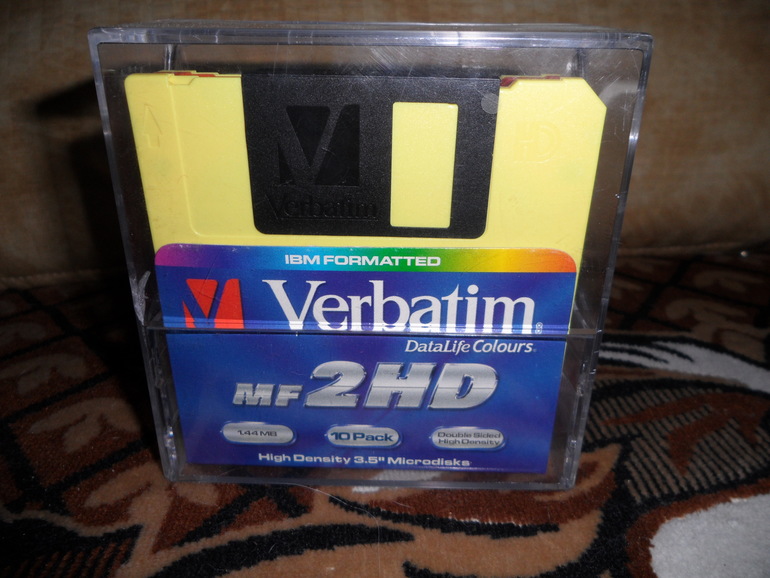 Verbatim
HD
IBM FORMATTED
Verbatim®
DataLife Colours®
MF 2HD
1.44 MB
10 Pack
Double Sided
High Density
High Density 3.5" Microdisks